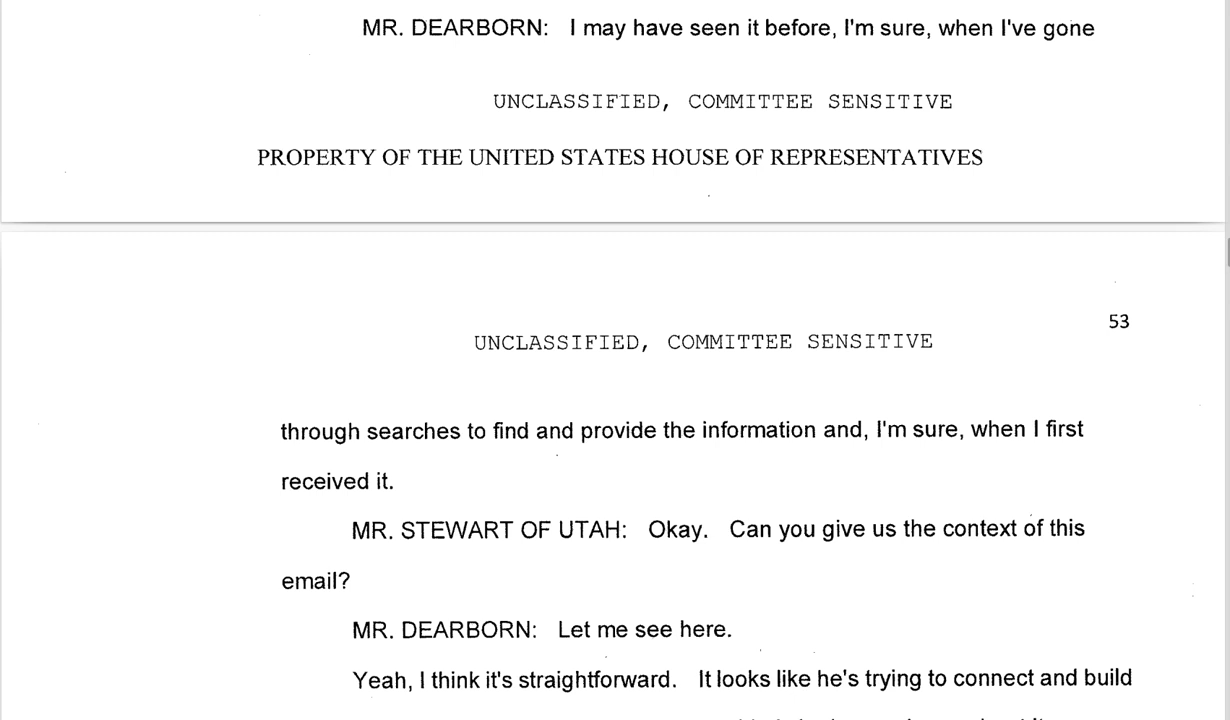 MR. DEARBORN: I may have seen it before, I'm sure, when I've gone
UNCLASSIFIED, COMMITTEE SENSITIVE
PROPERTY OF THE UNITED STATES HOUSE OF REPRESENTATIVES
53
UNCLASSIFIED, COMMITTEE SENSITIVE
through searches to find and provide the information and, I'm sure, when I first
received it.
MR. STEWART OF UTAH: Okay. Can you give us the context of this
email?
MR. DEARBORN: Let me see here.
Yeah, I think it's straightforward. It looks like he's trying to connect and build